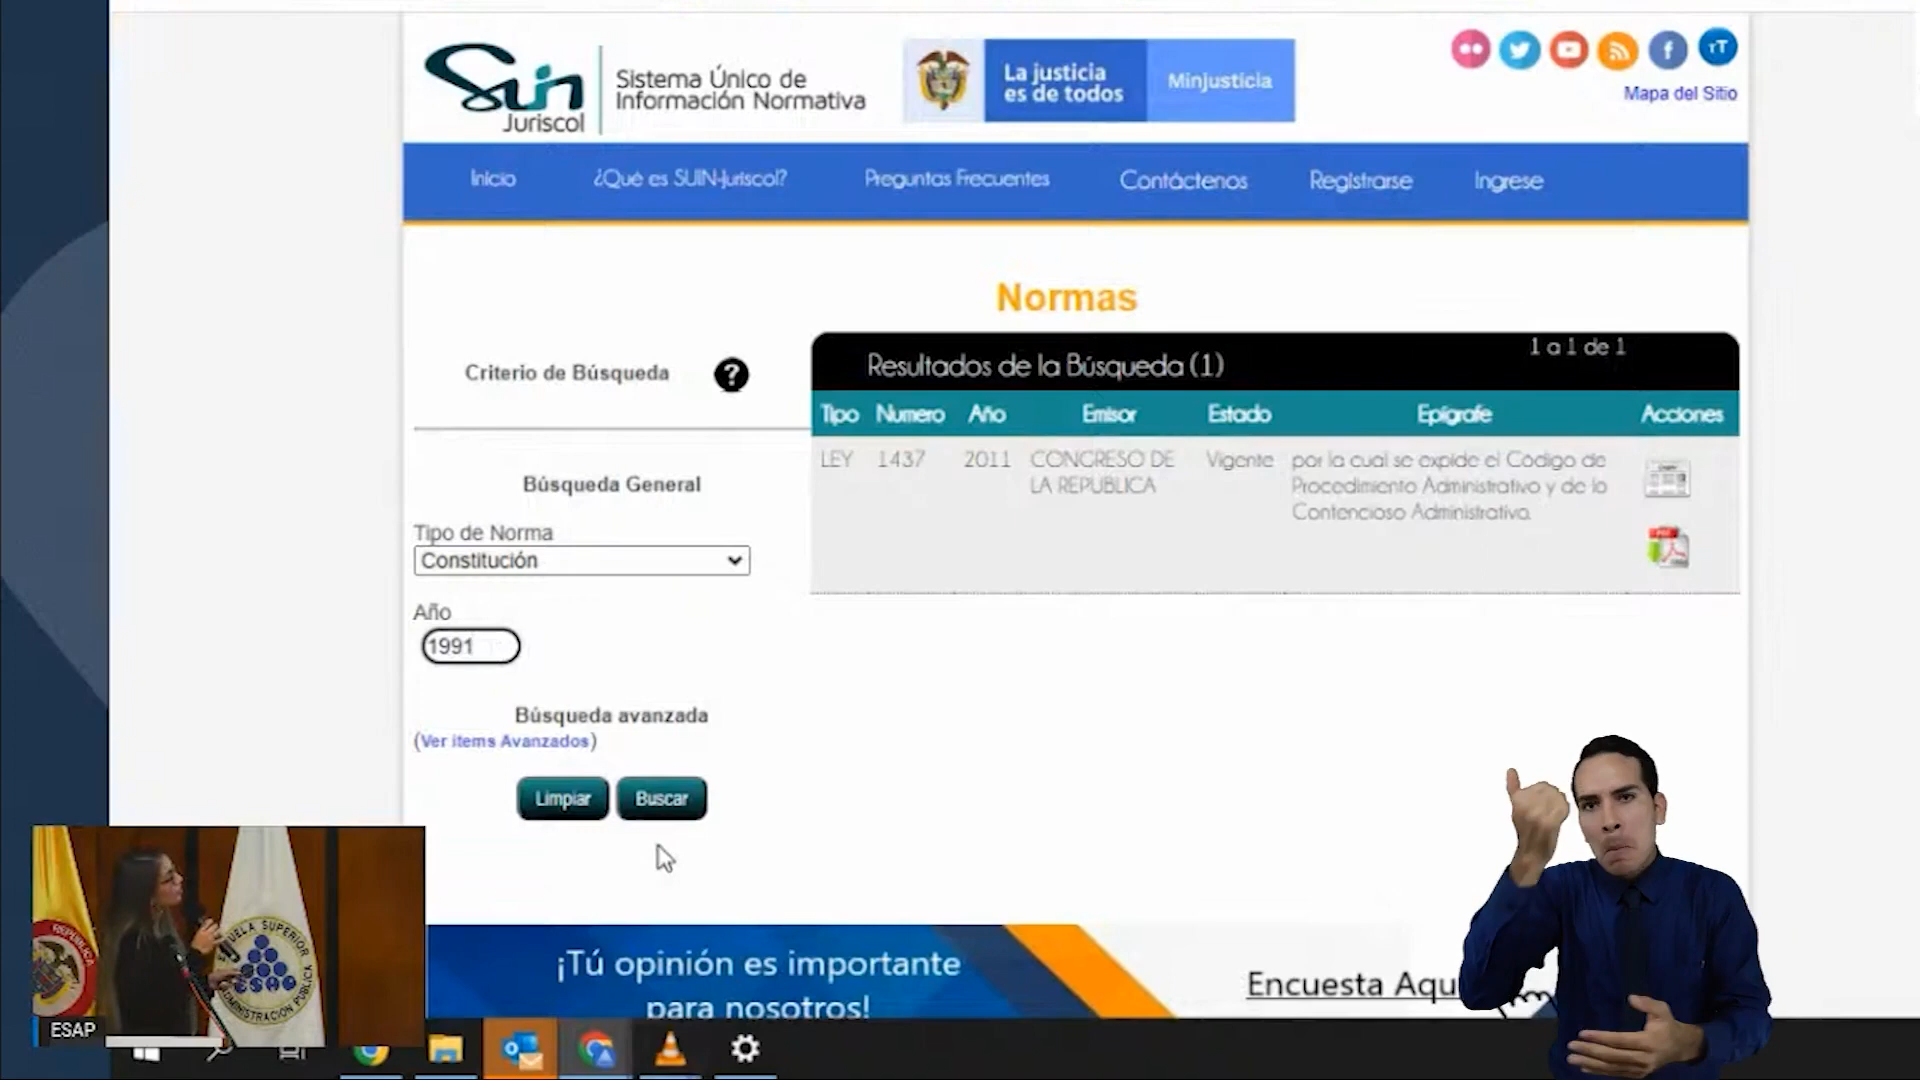 Suin
Juriscol
Sistema Único de
Información Normativa
La justicia
es de todos
Minjusticia
tT
Mapa del Sitio
Inicio
¿Qué es SUIN-Juriscol?
Preguntas Frecuentes
Contáctenos
Registrarse
Ingrese
Normas
Criterio de Búsqueda
?
Resultados de la Búsqueda (1)
1 a 1 de 1
Tipo Numero Año Emisor Estado Epígrafe Acciones
LEY 1437 2011 CONGRESO DE Vigente por la cual se expide el Código de
LA REPUBLICA Procedimiento Administrativo y de lo
Contencioso Administrativo.
PDF
Búsqueda General
Tipo de Norma
Constitución
Año
1991
Búsqueda avanzada
(Ver items Avanzados)
Limpiar
Buscar
¡Tú opinión es importante
para nosotros!
Encuesta Aqu
ESAP